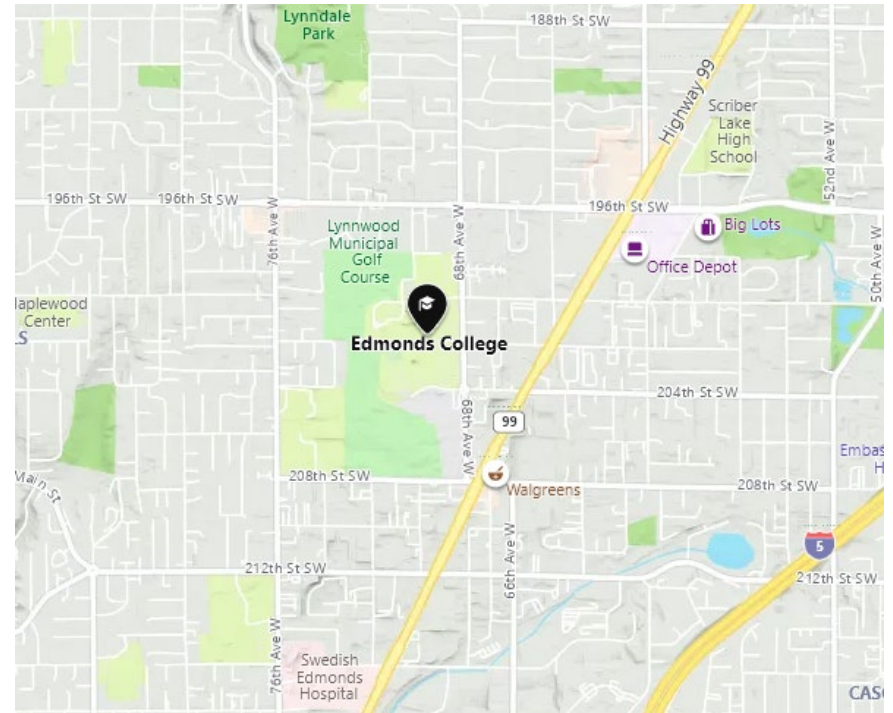 Lynndale
Park
188th St SW
Highway 99
Scriber
Lake
High
School
52nd Ave W
196th St SW
196th St SW
196th St SW
76th Ave W
Lynnwood
Municipal
Golf
Course
68th Ave W
Big Lots
Office Depot
50th Ave W
aplewood
Center
LS
Edmonds College
204th St SW
68th Ave W
99
Embas
H
Main St
208th St SW
Walgreens
208th St SW
66th Ave W
5
212th St SW
212th St SW
76th Ave W
Swedish
Edmonds
Hospital
CASC